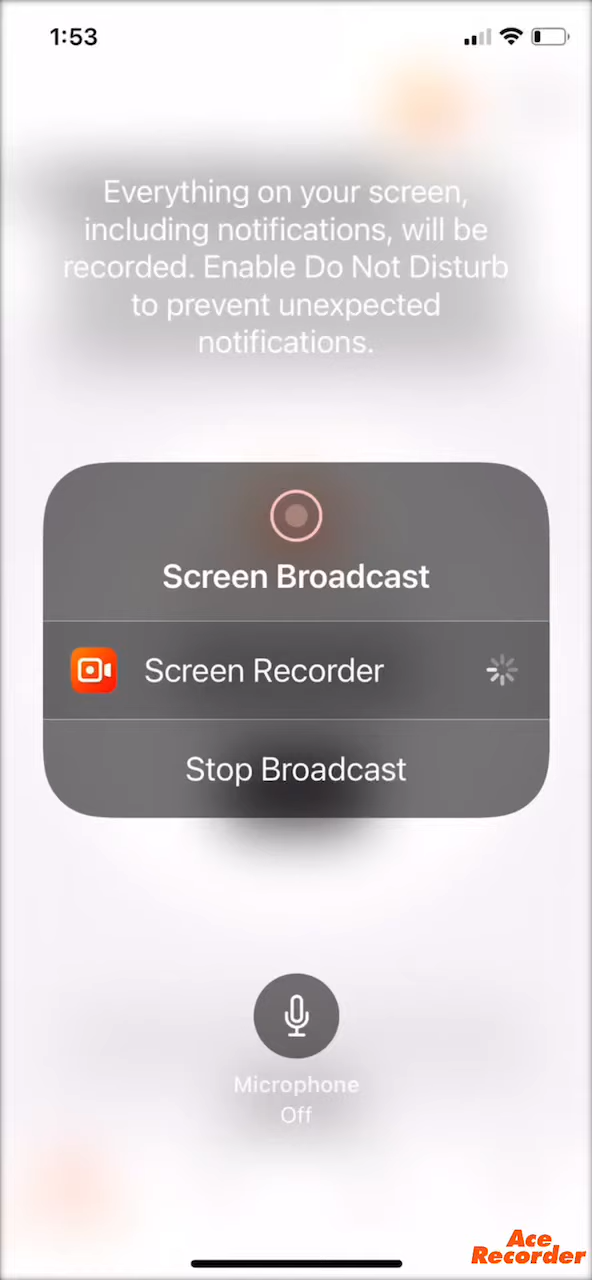 1:53
Everything on your screen,
including notifications, will be
recorded. Enable Do Not Disturb
to prevent unexpected
notifications.
Screen Broadcast
Screen Recorder
Stop Broadcast
Microphone
Off
Ace
Recorder